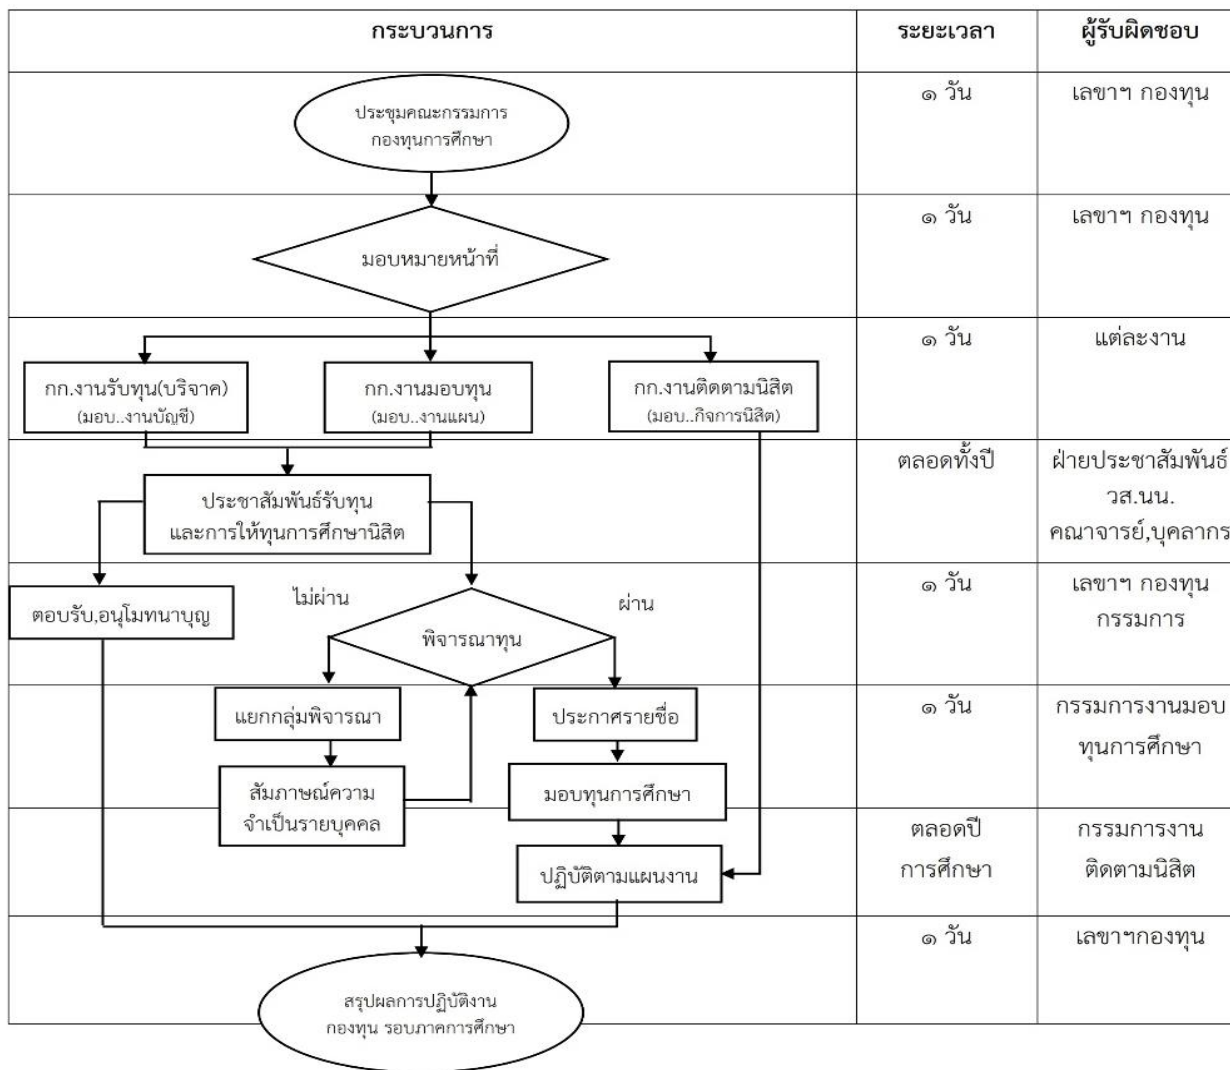 กระบวนการ
ระยะเวลา
ผู้รับผิดชอบ
ประชุมคณะกรรมการ
กองทุนการศึกษา
๑ วัน
เลขาฯ กองทุน
มอบหมายหน้าที่
๑ วัน
เลขาฯ กองทุน
กก.งานรับทุน(บริจาค)
(มอบ..งานบัญชี)
กก.งานมอบทุน
(มอบ..งานแผน)
กก.งานติดตามนิสิต
(มอบ..กิจการนิสิต)
๑ วัน
แต่ละงาน
ประชาสัมพันธ์รับทุน
และการให้ทุนการศึกษานิสิต
ตลอดทั้งปี
ฝ่ายประชาสัมพันธ์
วส.นน.
คณาจารย์,บุคลากร
ตอบรับ,อนุโมทนาบุญ
ไม่ผ่าน
พิจารณาทุน
ผ่าน
๑ วัน
เลขาฯ กองทุน
กรรมการ
แยกกลุ่มพิจารณา
ประกาศรายชื่อ
๑ วัน
กรรมการงานมอบ
ทุนการศึกษา
สัมภาษณ์ความ
จำเป็นรายบุคคล
มอบทุนการศึกษา
ปฏิบัติตามแผนงาน
ตลอดปี
การศึกษา
กรรมการงาน
ติดตามนิสิต
สรุปผลการปฏิบัติงาน
กองทุน รอบภาคการศึกษา
๑ วัน
เลขาฯกองทุน